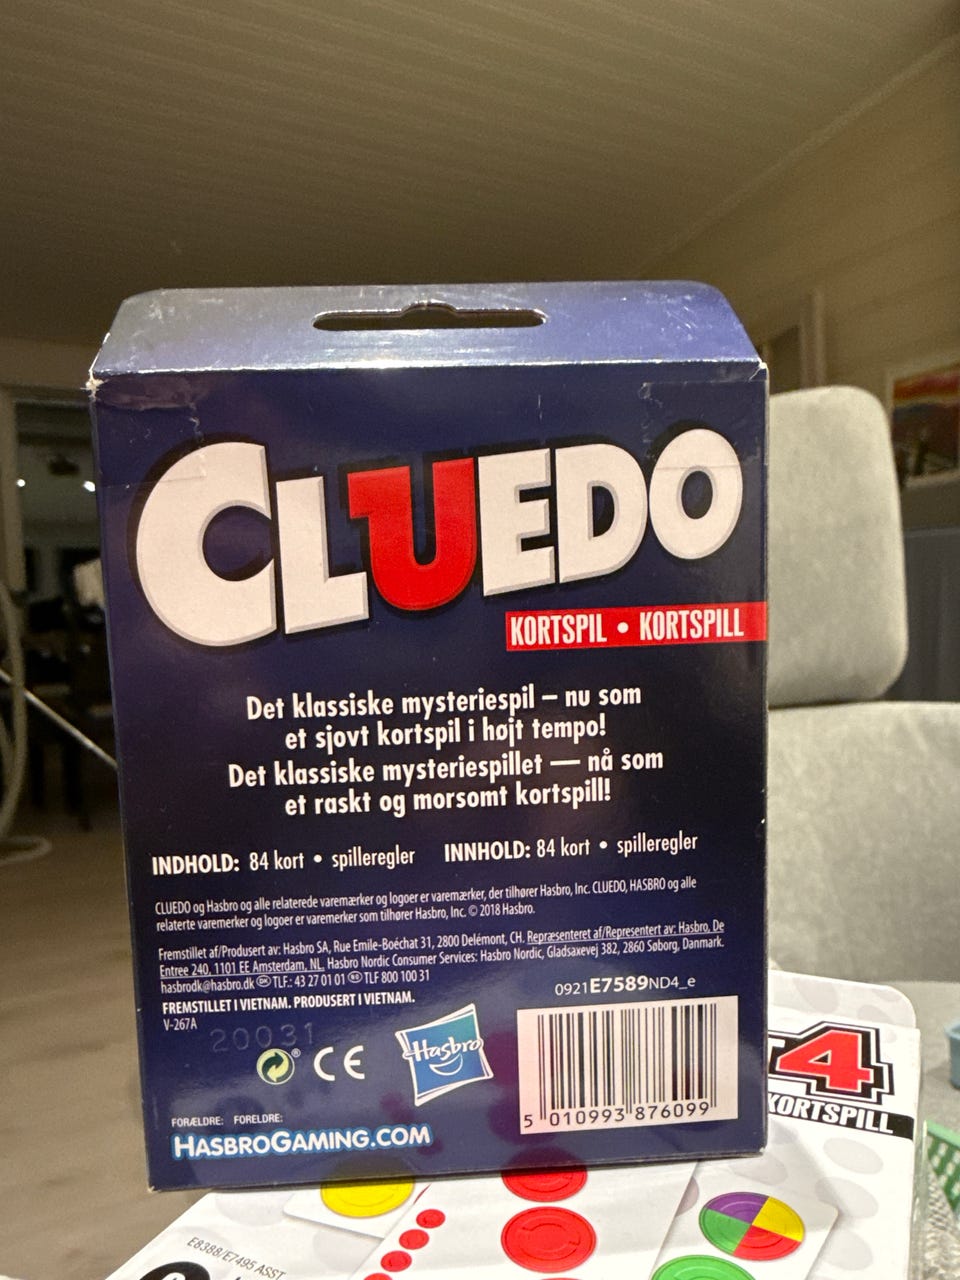 CLUEDO
KORTSPIL • KORTSPILL
Det klassiske mysteriespil – nu som
et sjovt kortspil i højt tempo!
Det klassiske mysteriespillet — nå som
et raskt og morsomt kortspill!
INDHOLD: 84 kort • spilleregler INNHOLD: 84 kort • spilleregler
CLUEDO og Hasbro og alle relaterede varemærker og logoer er varemærker, der tilhører Hasbro, Inc. CLUEDO, HASBRO og alle
relaterte varemerker og logoer er varemerker som tilhører Hasbro, Inc. © 2018 Hasbro.
Fremstillet af/Produsert av: Hasbro SA, Rue Emile-Boéchat 31, 2800 Delémont, CH. Representeret af/Representert av: Hasbro, De
Entree 240, 1101 EE Amsterdam, NL. Hasbro Nordic Consumer Services: Hasbro Nordic, Gladsaxevej 382, 2860 Søborg, Danmark.
hasbrodk@hasbro.dk DK TLF.: 43 27 01 01 NO TLF 800 100 31
FREMSTILLET I VIETNAM. PRODUSERT I VIETNAM.
V-267A
0921E7589ND4_e
20031
® CE
Hasbro
5 010993 876099
FORÆLDRE: FORELDRE:
HASBROGAMING.COM
4
KORTSPILL
E8388/E7495 ASST